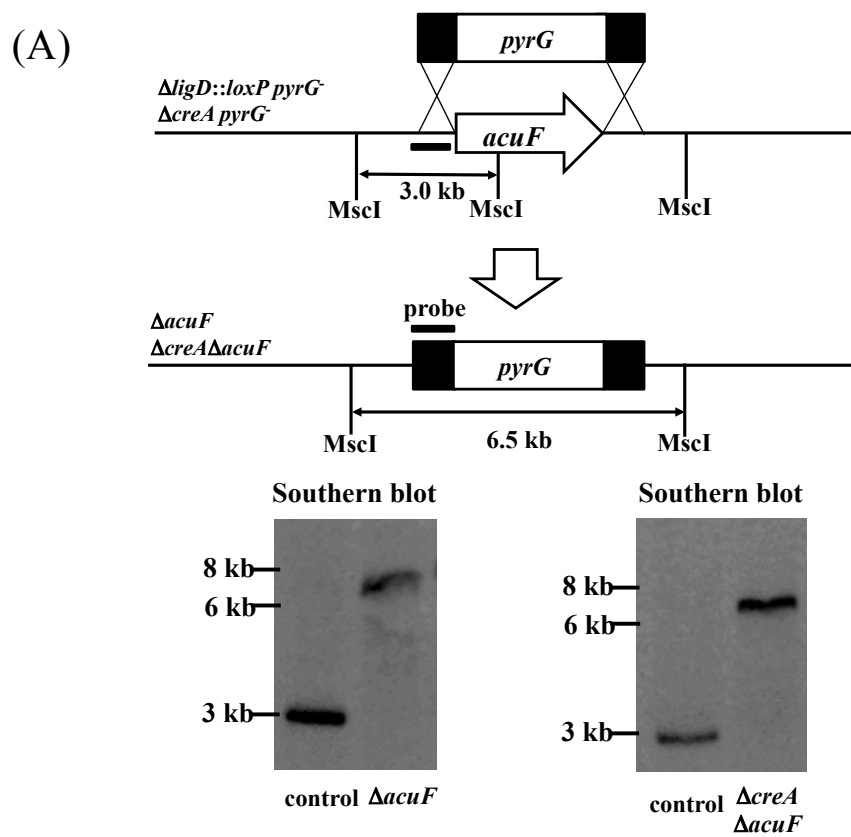 (A)
pyrG
ΔligD::loxP pyrG-
ΔcreA pyrG-
acuF
3.0 kb
MscI MscI MscI
probe
ΔacuF
ΔcreAΔacuF
pyrG
6.5 kb
MscI MscI
Southern blot
8 kb
6 kb
3 kb
control ΔacuF
Southern blot
8 kb
6 kb
3 kb
control ΔcreA
ΔacuF